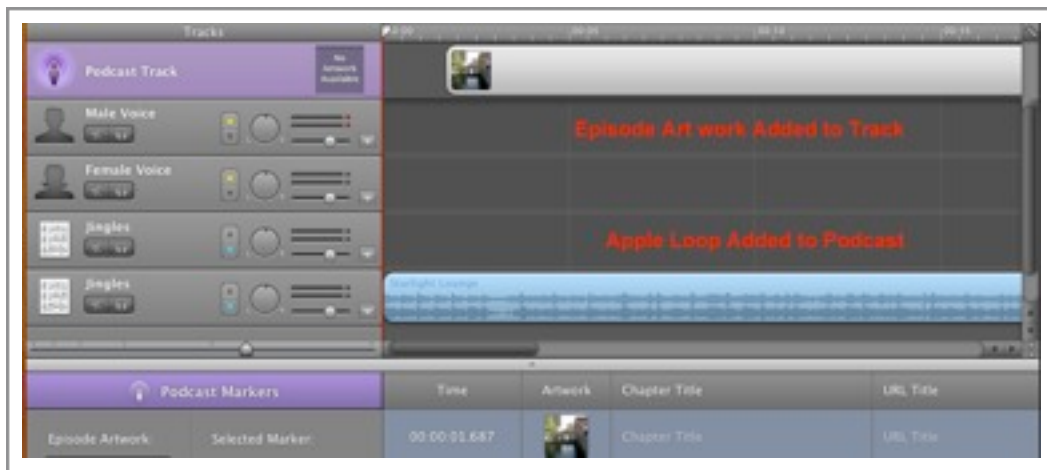 Tracks
Podcast Track
No
Artwork
Available
Male Voice
Episode Art work Added to Track
Female Voice
Jingles
Apple Loop Added to Podcast
Jingles
Starlight Lounge
Podcast Markers
Time
Artwork
Chapter Title
URL Title
Episode Artwork:
Selected Marker:
00:00:01.687
Chapter Title
URL Title